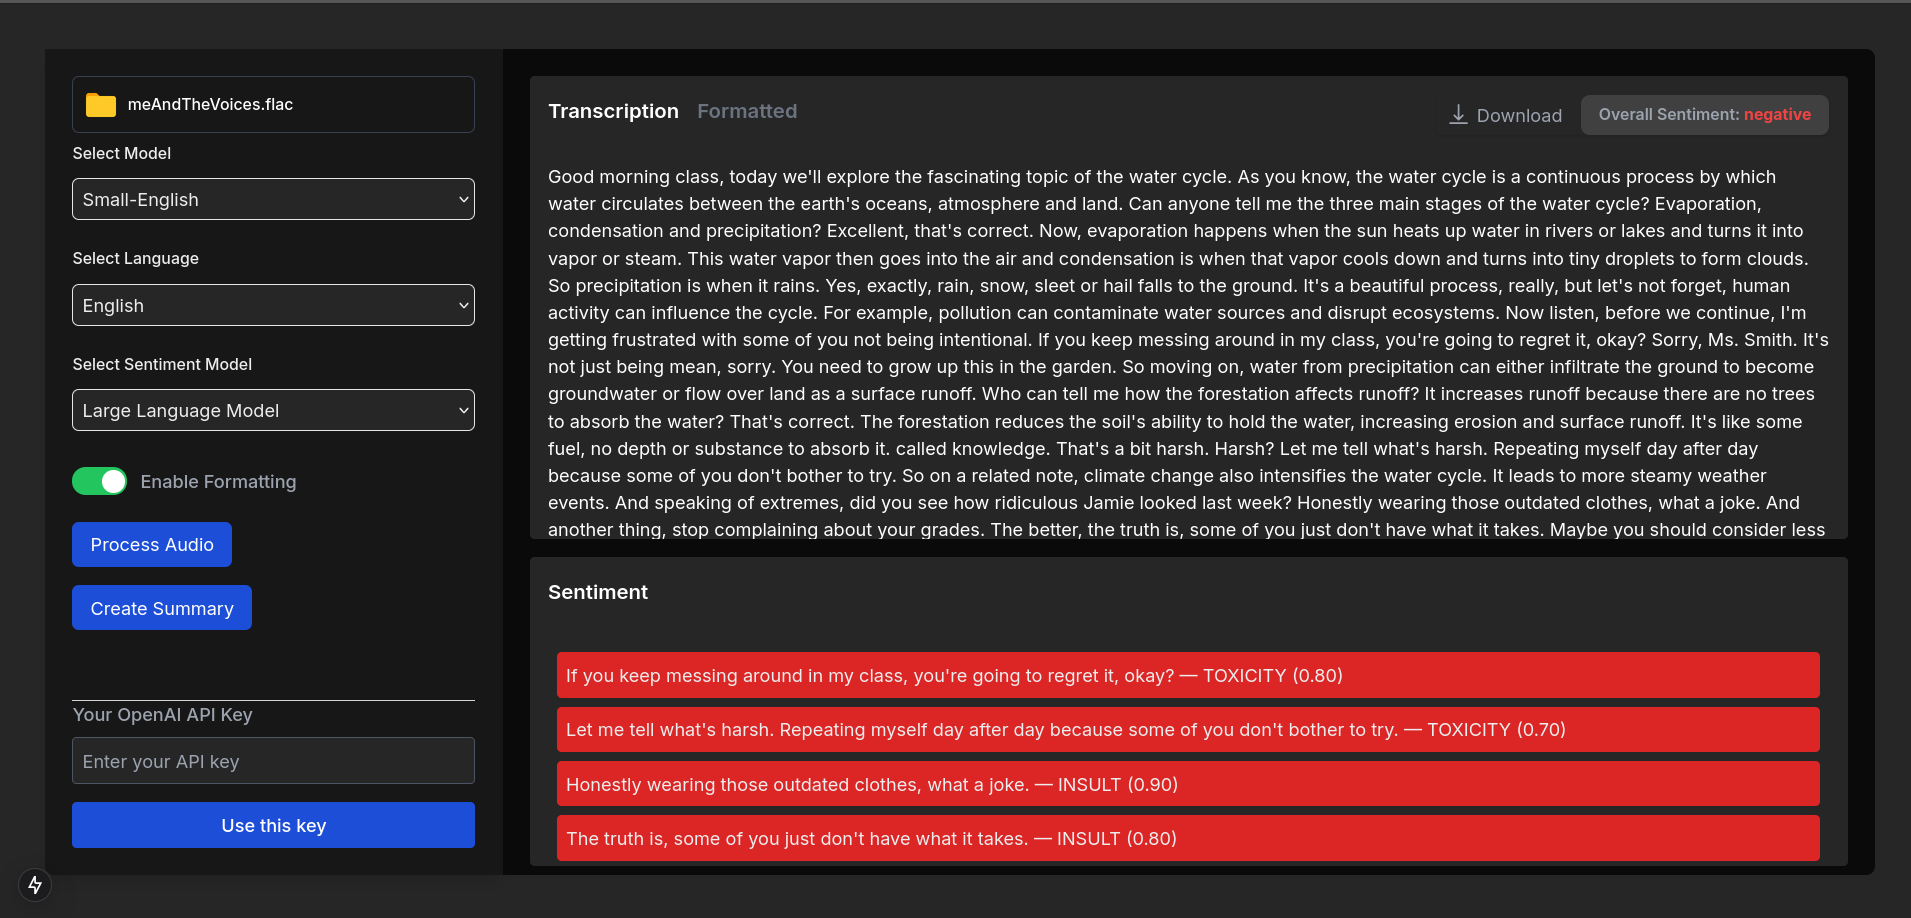 meAndTheVoices.flac
Select Model
Small-English
Select Language
English
Select Sentiment Model
Large Language Model
Enable Formatting
Process Audio
Create Summary
Your OpenAI API Key
Enter your API key
Use this key
Transcription Formatted
Download
Overall Sentiment: negative
Good morning class, today we'll explore the fascinating topic of the water cycle. As you know, the water cycle is a continuous process by which
water circulates between the earth's oceans, atmosphere and land. Can anyone tell me the three main stages of the water cycle? Evaporation,
condensation and precipitation? Excellent, that's correct. Now, evaporation happens when the sun heats up water in rivers or lakes and turns it into
vapor or steam. This water vapor then goes into the air and condensation is when that vapor cools down and turns into tiny droplets to form clouds.
So precipitation is when it rains. Yes, exactly, rain, snow, sleet or hail falls to the ground. It's a beautiful process, really, but let's not forget, human
activity can influence the cycle. For example, pollution can contaminate water sources and disrupt ecosystems. Now listen, before we continue, I'm
getting frustrated with some of you not being intentional. If you keep messing around in my class, you're going to regret it, okay? Sorry, Ms. Smith. It's
not just being mean, sorry. You need to grow up this in the garden. So moving on, water from precipitation can either infiltrate the ground to become
groundwater or flow over land as a surface runoff. Who can tell me how the forestation affects runoff? It increases runoff because there are no trees
to absorb the water? That's correct. The forestation reduces the soil's ability to hold the water, increasing erosion and surface runoff. It's like some
fuel, no depth or substance to absorb it. called knowledge. That's a bit harsh. Harsh? Let me tell what's harsh. Repeating myself day after day
because some of you don't bother to try. So on a related note, climate change also intensifies the water cycle. It leads to more steamy weather
events. And speaking of extremes, did you see how ridiculous Jamie looked last week? Honestly wearing those outdated clothes, what a joke. And
another thing, stop complaining about your grades. The better, the truth is, some of you just don't have what it takes. Maybe you should consider less
Sentiment
If you keep messing around in my class, you're going to regret it, okay? — TOXICITY (0.80)
Let me tell what's harsh. Repeating myself day after day because some of you don't bother to try. — TOXICITY (0.70)
Honestly wearing those outdated clothes, what a joke. — INSULT (0.90)
The truth is, some of you just don't have what it takes. — INSULT (0.80)